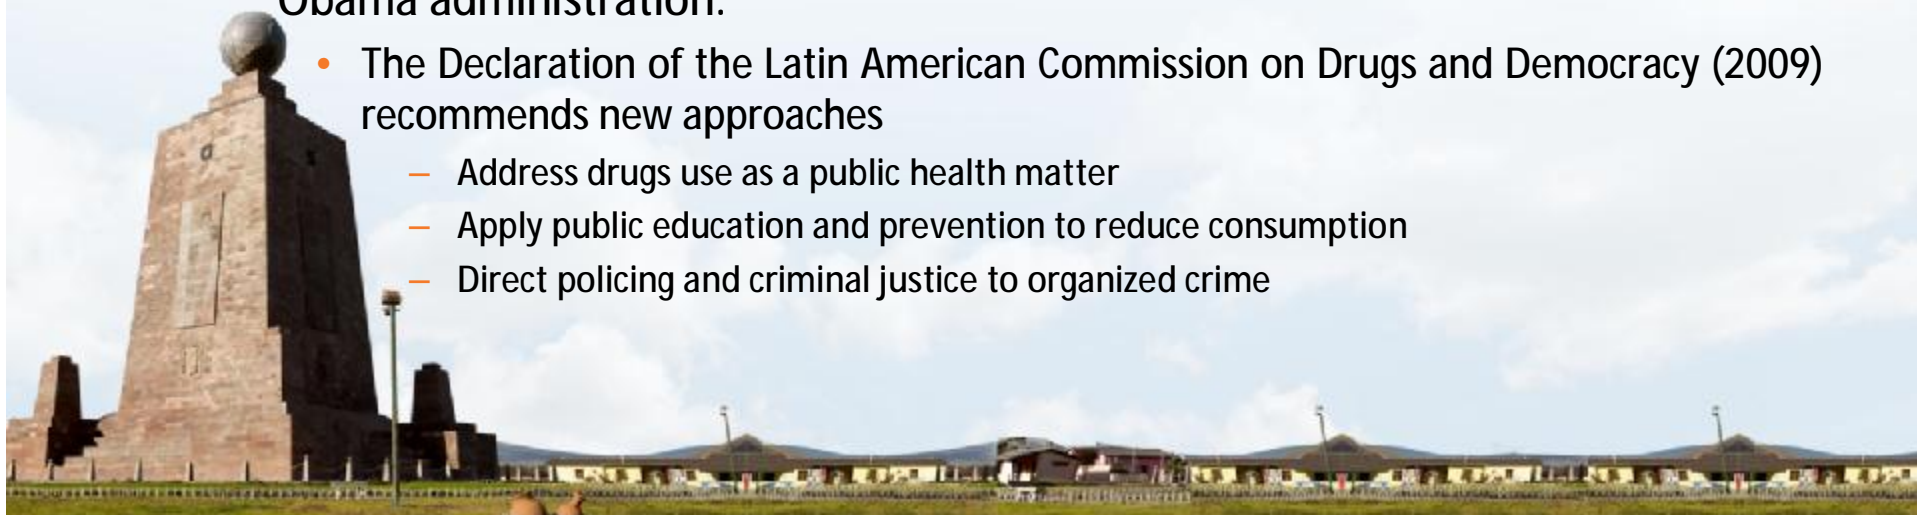 Obama administration.
• The Declaration of the Latin American Commission on Drugs and Democracy (2009)
recommends new approaches
– Address drugs use as a public health matter
– Apply public education and prevention to reduce consumption
– Direct policing and criminal justice to organized crime